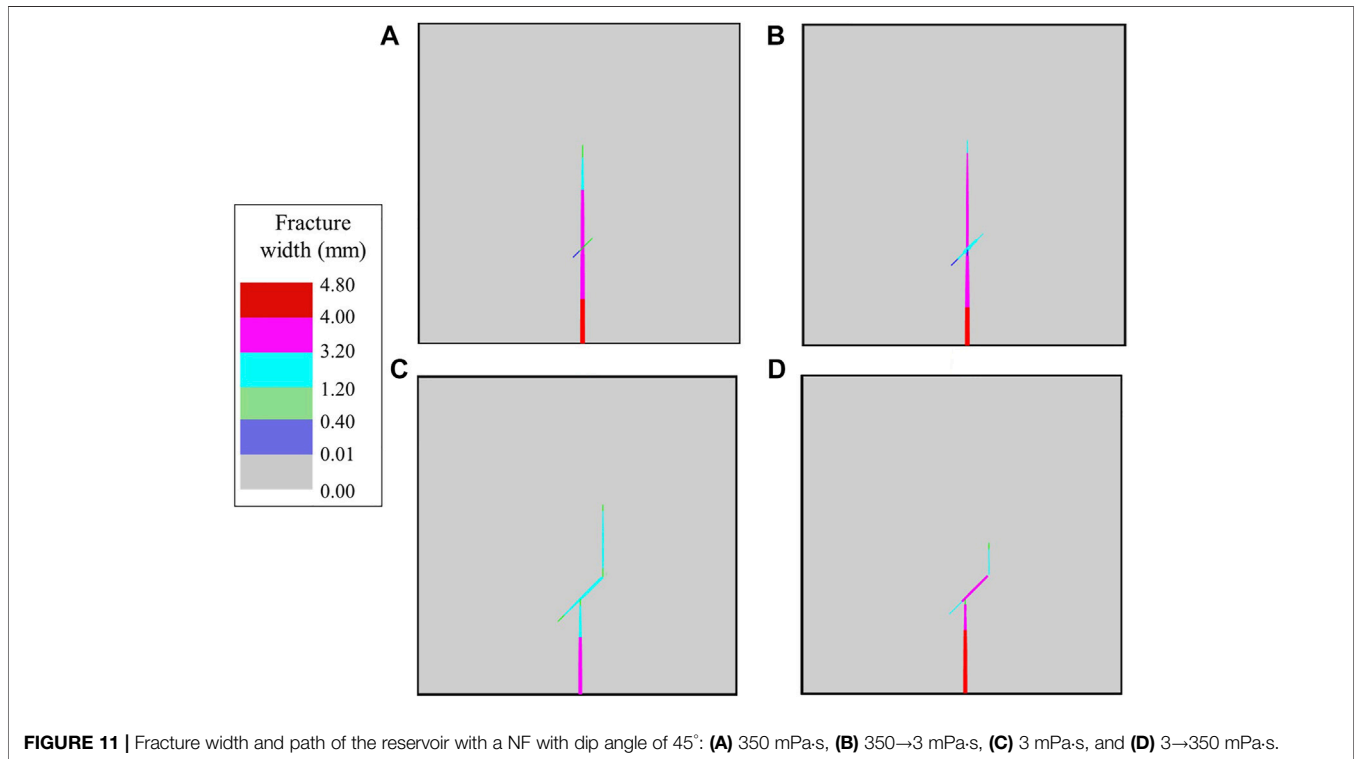 A
B
Fracture
width (mm)
4.80
4.00
3.20
1.20
0.40
0.01
0.00
C
D
FIGURE 11 | Fracture width and path of the reservoir with a NF with dip angle of 45°: (A) 350 mPa·s, (B) 350→3 mPa·s, (C) 3 mPa·s, and (D) 3→350 mPa·s.